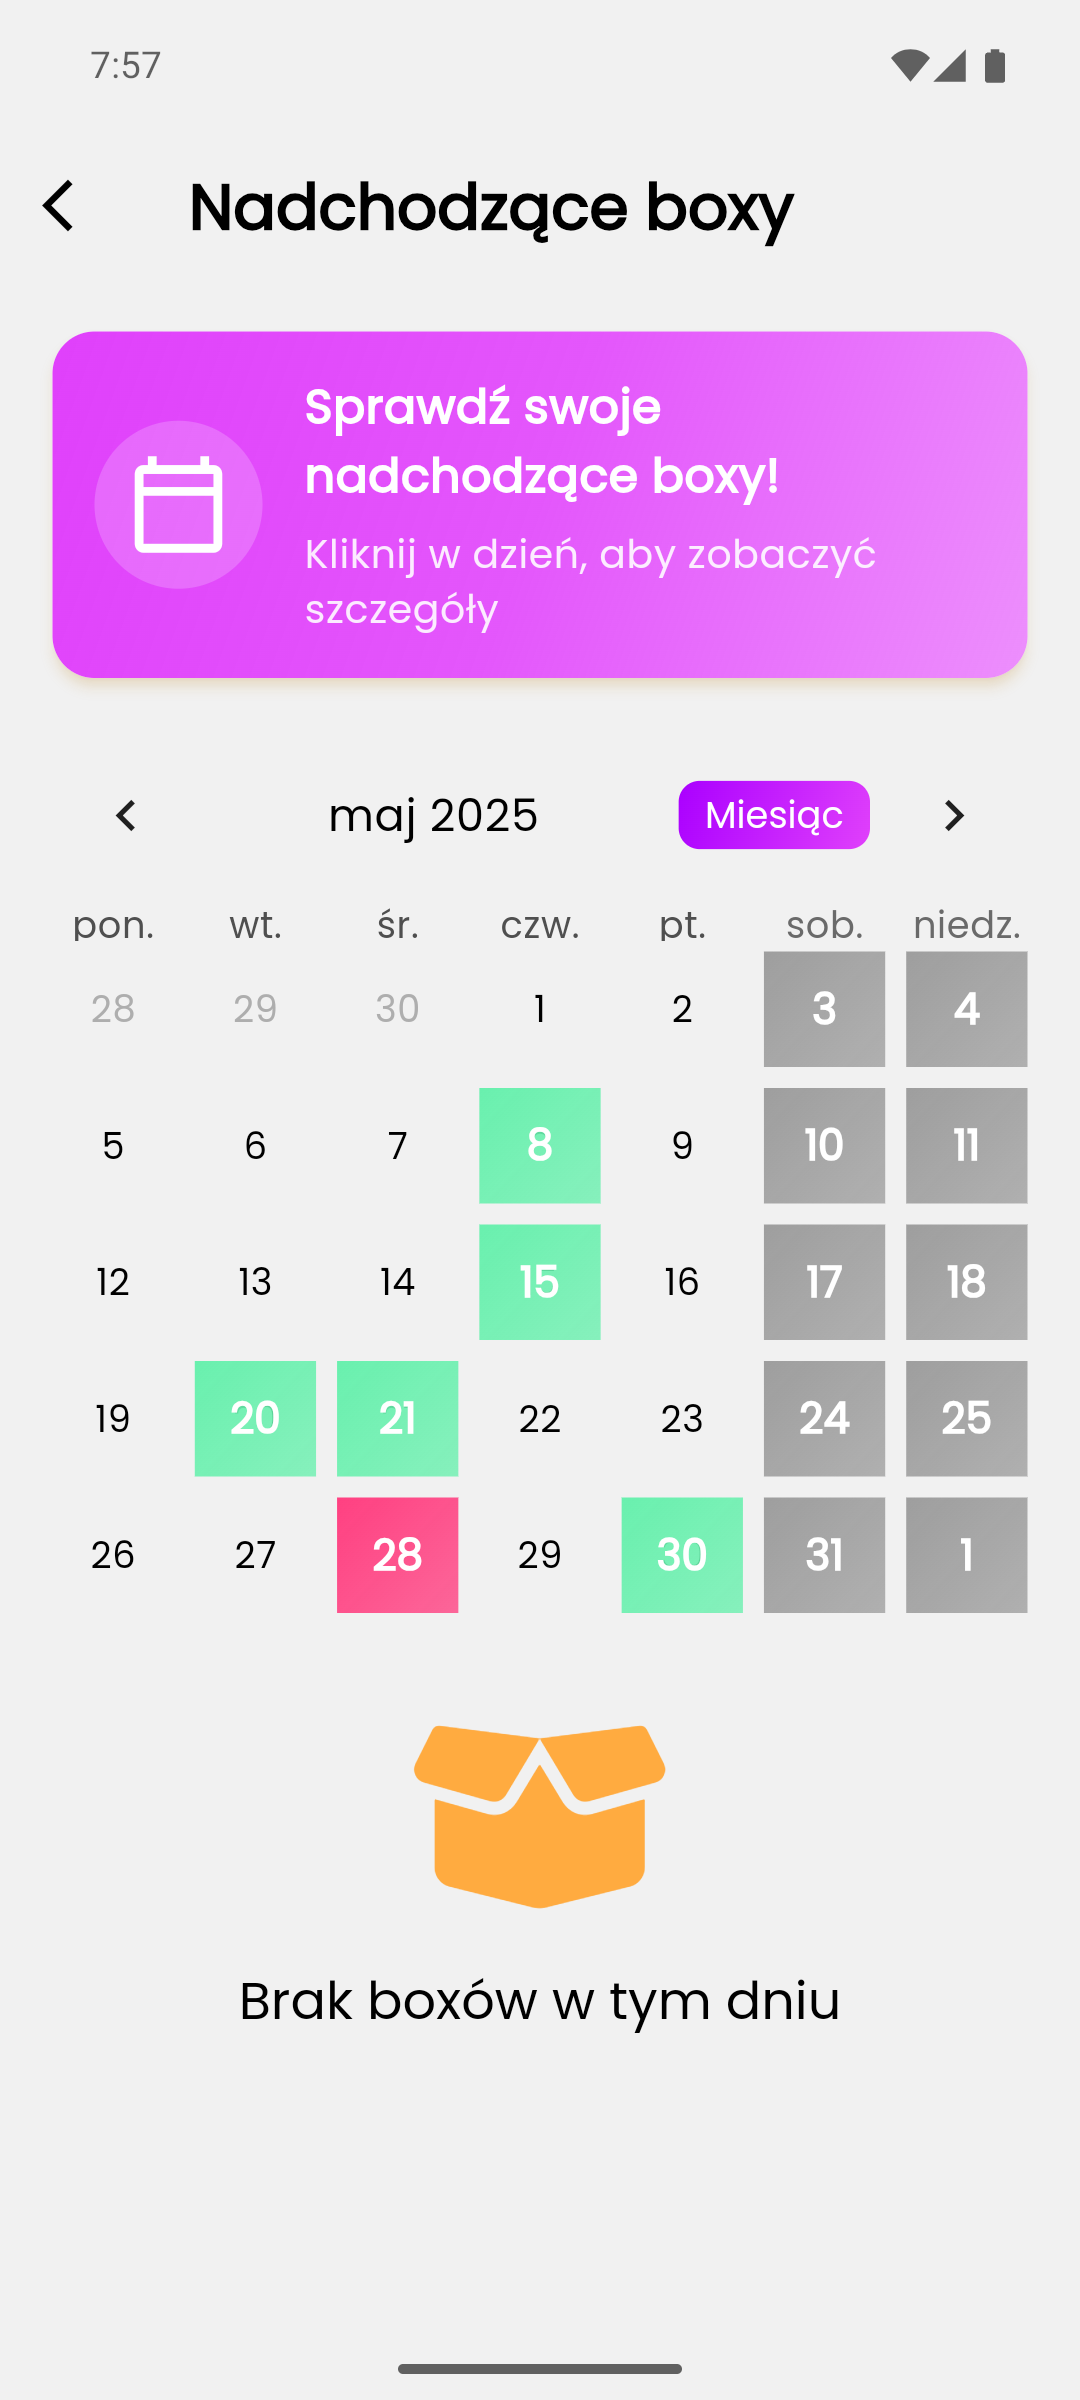 7:57
Nadchodzące boxy
Sprawdź swoje
nadchodzące boxy!
Kliknij w dzień, aby zobaczyć
szczegóły
maj 2025 Miesiąc
pon. wt. śr. czw. pt. sob. niedz.
28 29 30 1 2 3 4
5 6 7 8 9 10 11
12 13 14 15 16 17 18
19 20 21 22 23 24 25
26 27 28 29 30 31 1
Brak boxów w tym dniu